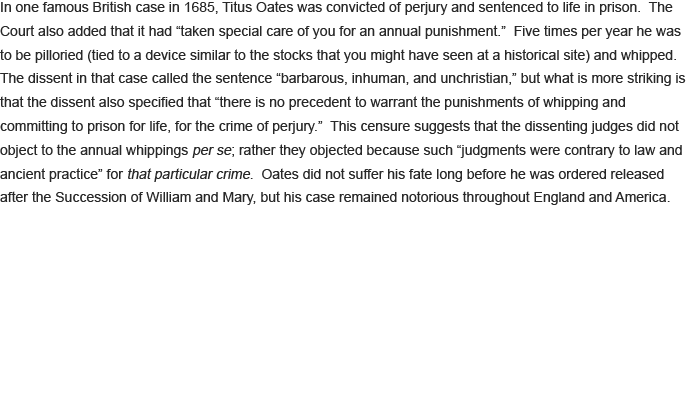 In one famous British case in 1685, Titus Oates was convicted of perjury and sentenced to life in prison.  The
Court also added that it had “taken special care of you for an annual punishment.”  Five times per year he was
to be pilloried (tied to a device similar to the stocks that you might have seen at a historical site) and whipped.
The dissent in that case called the sentence “barbarous, inhuman, and unchristian,” but what is more striking is
that the dissent also specified that “there is no precedent to warrant the punishments of whipping and
committing to prison for life, for the crime of perjury.”  This censure suggests that the dissenting judges did not
object to the annual whippings per se; rather they objected because such “judgments were contrary to law and
ancient practice” for that particular crime.  Oates did not suffer his fate long before he was ordered released
after the Succession of William and Mary, but his case remained notorious throughout England and America.